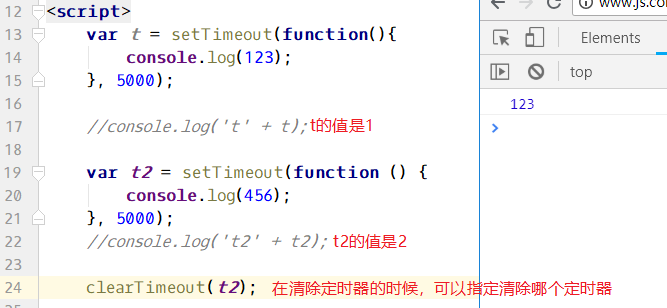 12 <script>
13 var t = setTimeout(function(){
14 console.log(123);
15 }, 5000);
16
17 //console.log('t' + t);t的值是1
18
19 var t2 = setTimeout(function () {
20 console.log(456);
21 }, 5000);
22 //console.log('t2' + t2); t2的值是2
23
24 clearTimeout(t2); 在清除定时器的时候，可以指定清除哪个定时器
www.js.co
Elements
top
123